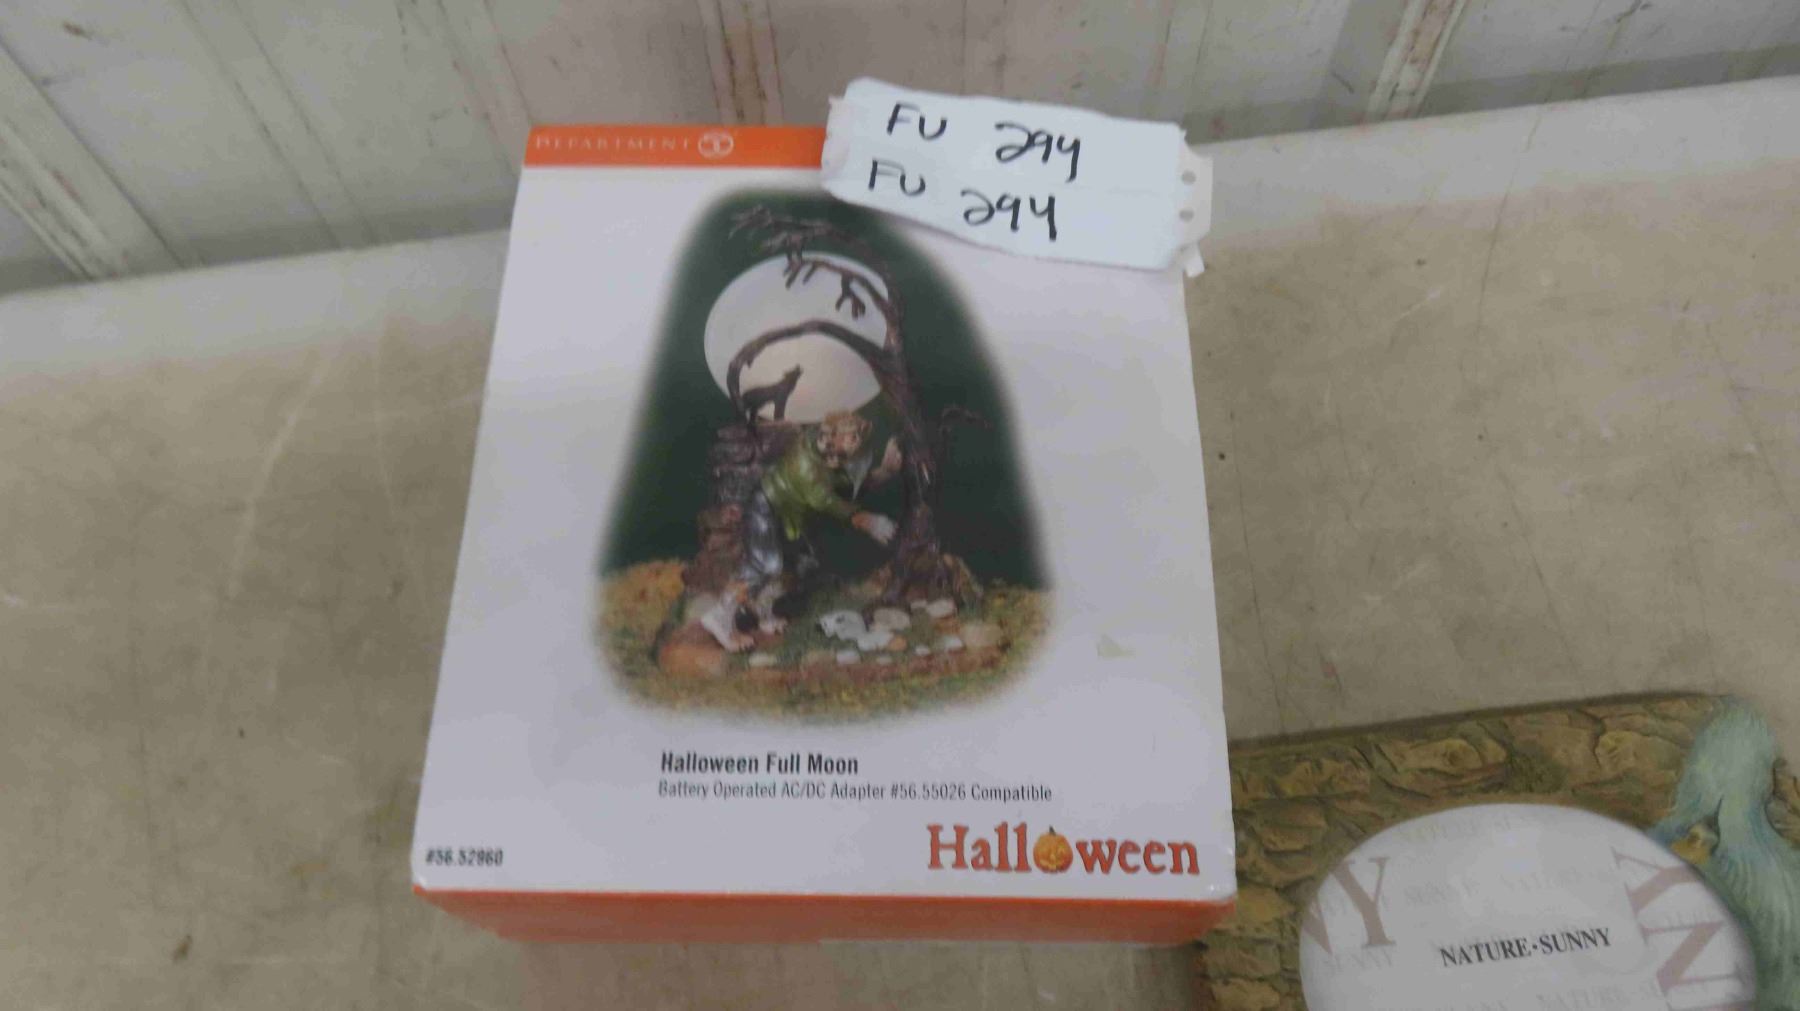 DEPARTMENT 56
FU 294
FU 294
Halloween Full Moon
Battery Operated AC/DC Adapter #56.55026 Compatible
#56.52960
Halloween
NATURE·SUNNY